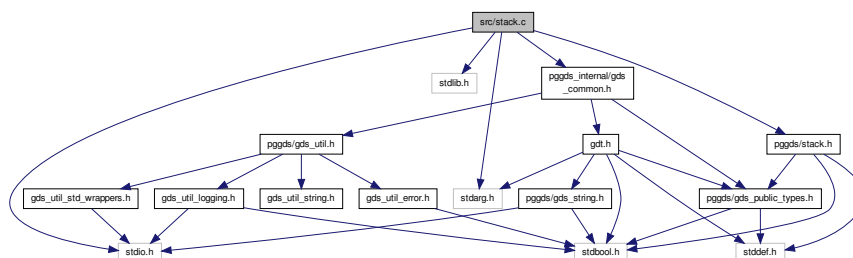 src/stack.c
stdlib.h
pggds_internal/gds
_common.h
pggds/gds_util.h
gdt.h
pggds/stack.h
gds_util_std_wrappers.h
gds_util_logging.h
gds_util_string.h
gds_util_error.h
stdarg.h
pggds/gds_string.h
pggds/gds_public_types.h
stdio.h
stdbool.h
stddef.h